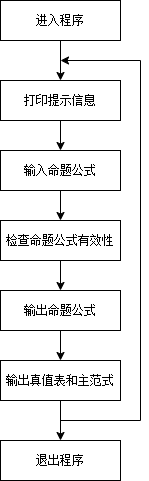 进入程序
打印提示信息
输入命题公式
检查命题公式有效性
输出命题公式
输出真值表和主范式
退出程序